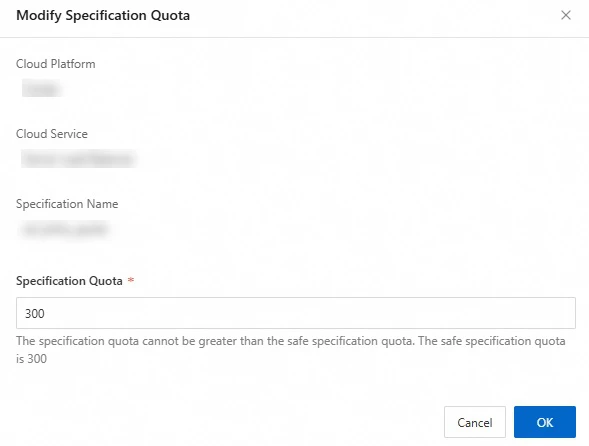 Modify Specification Quota
Cloud Platform
Cloud Service
Specification Name
Specification Quota *
300
The specification quota cannot be greater than the safe specification quota. The safe specification quota
is 300
Cancel
OK